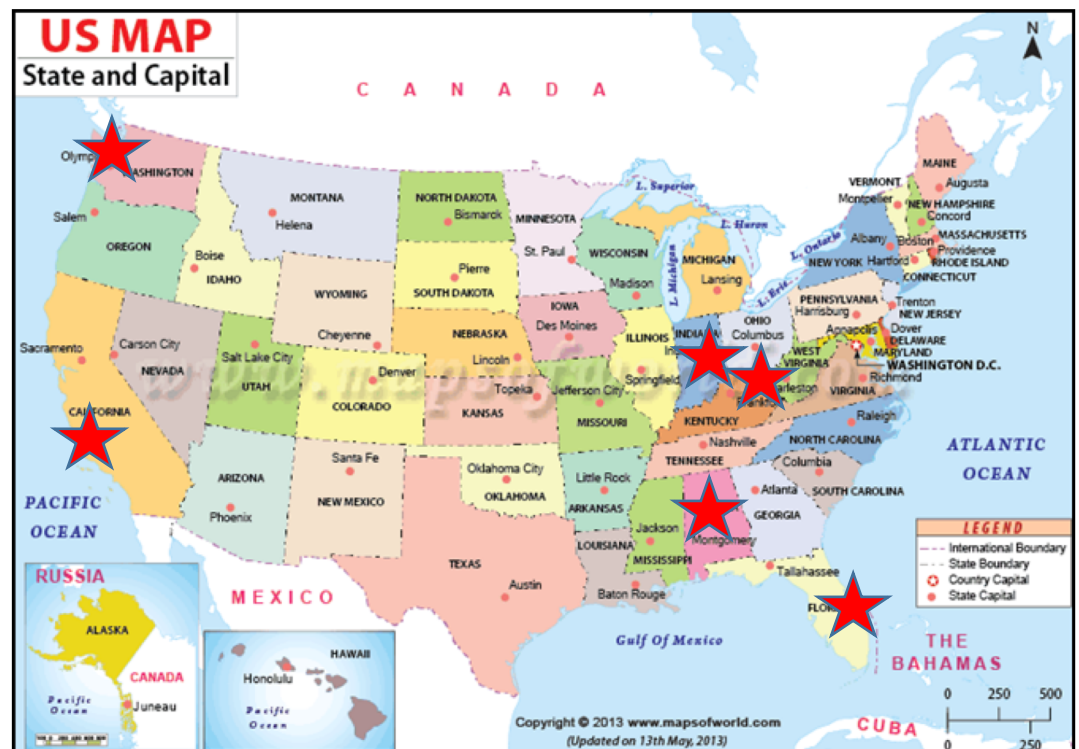 US MAP
State and Capital
N
CANADA
WASHINGTON
MONTANA
Helena
NORTH DAKOTA
Bismarck
MINNESOTA
St. Paul
L. Superior
L. Huron
L. Michigan
L. Ontario
L. Erie
MAINE
Augusta
VERMONT
Montpelier
NEW HAMPSHIRE
Concord
MASSACHUSETTS
Boston
Providence
RHODE ISLAND
Albany
NEW YORK
Hartford
CONNECTICUT
Salem
OREGON
Boise
IDAHO
WYOMING
Cheyenne
Pierre
SOUTH DAKOTA
WISCONSIN
Madison
MICHIGAN
Lansing
IOWA
Des Moines
NEBRASKA
Lincoln
ILLINOIS
Springfield
INDIANA
OHIO
Columbus
PENNSYLVANIA
Harrisburg
Trenton
NEW JERSEY
Annapolis
Dover
DELAWARE
MARYLAND
WASHINGTON D.C.
WEST
VIRGINIA
Richmond
VIRGINIA
Sacramento
Carson City
NEVADA
Salt Lake City
UTAH
Denver
COLORADO
Topeka
KANSAS
Jefferson City
MISSOURI
KENTUCKY
CALIFORNIA
Nashville
TENNESSEE
Raleigh
NORTH CAROLINA
Columbia
SOUTH CAROLINA
ARIZONA
Phoenix
Santa Fe
NEW MEXICO
Oklahoma City
OKLAHOMA
Little Rock
ARKANSAS
Jackson
MISSISSIPPI
Montgomery
Atlanta
GEORGIA
LOUISIANA
Baton Rouge
TEXAS
Austin
Tallahassee
ATLANTIC
OCEAN
PACIFIC
OCEAN
MEXICO
Gulf Of Mexico
THE
BAHAMAS
CUBA
LEGEND
International Boundary
State Boundary
Country Capital
State Capital
RUSSIA
ALASKA
CANADA
Pacific
Ocean
Juneau
HAWAII
Honolulu
Pacific
Ocean
0 250 500
0 250
Copyright © 2013 www.mapsofworld.com
(Updated on 13th May, 2013)